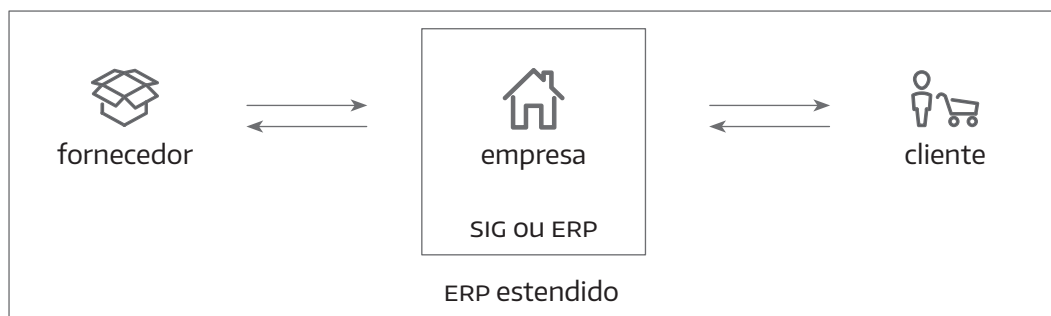 fornecedor
empresa
cliente
SIG ou ERP
ERP estendido